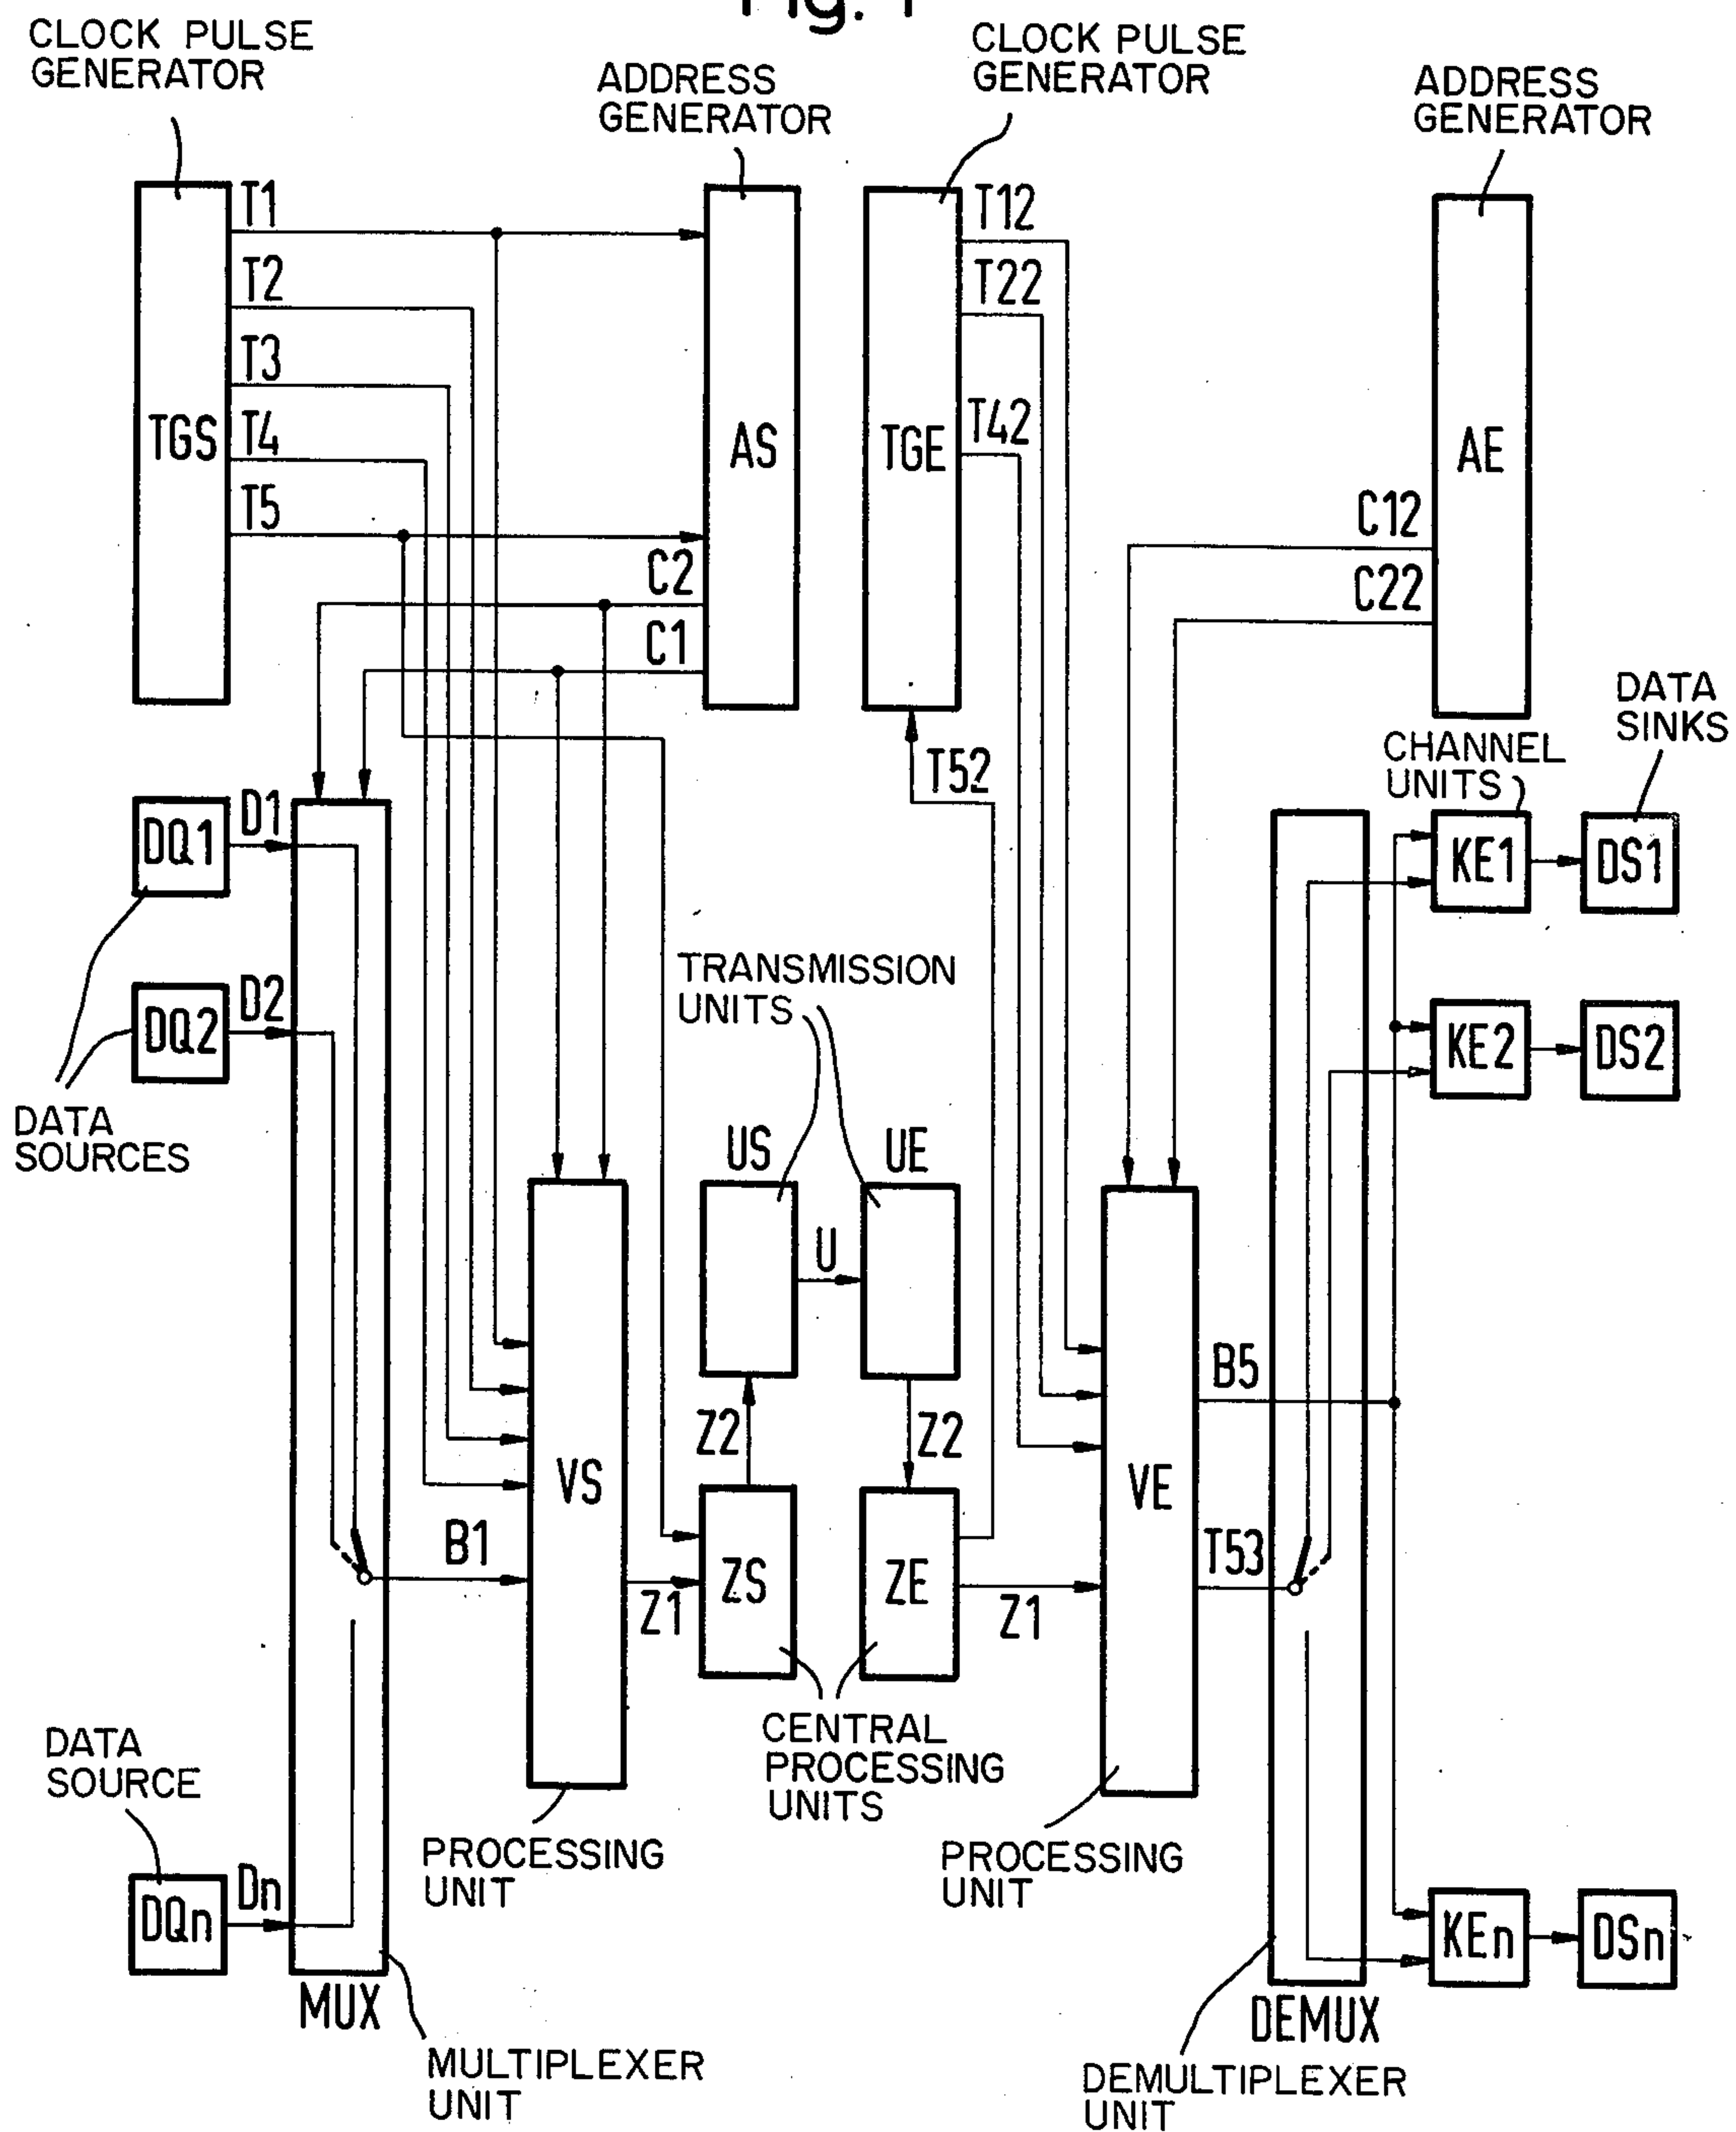 Fig. 1
CLOCK PULSE
GENERATOR
ADDRESS
GENERATOR
CLOCK PULSE
GENERATOR
ADDRESS
GENERATOR
T1
T2
T3
T4
T5
TGS
AS
C2
C1
T12
T22
T42
TGE
T52
AE
C12
C22
DATA
SINKS
CHANNEL
UNITS
DQ1
D1
DQ2
D2
DATA
SOURCES
KE1
DS1
KE2
DS2
TRANSMISSION
UNITS
US
UE
U
Z2
Z2
VS
B1
Z1
ZS
ZE
Z1
VE
B5
T53
CENTRAL
PROCESSING
UNITS
DATA
SOURCE
DQn
Dn
PROCESSING
UNIT
PROCESSING
UNIT
KEn
DSn
MUX
DEMUX
MULTIPLEXER
UNIT
DEMULTIPLEXER
UNIT